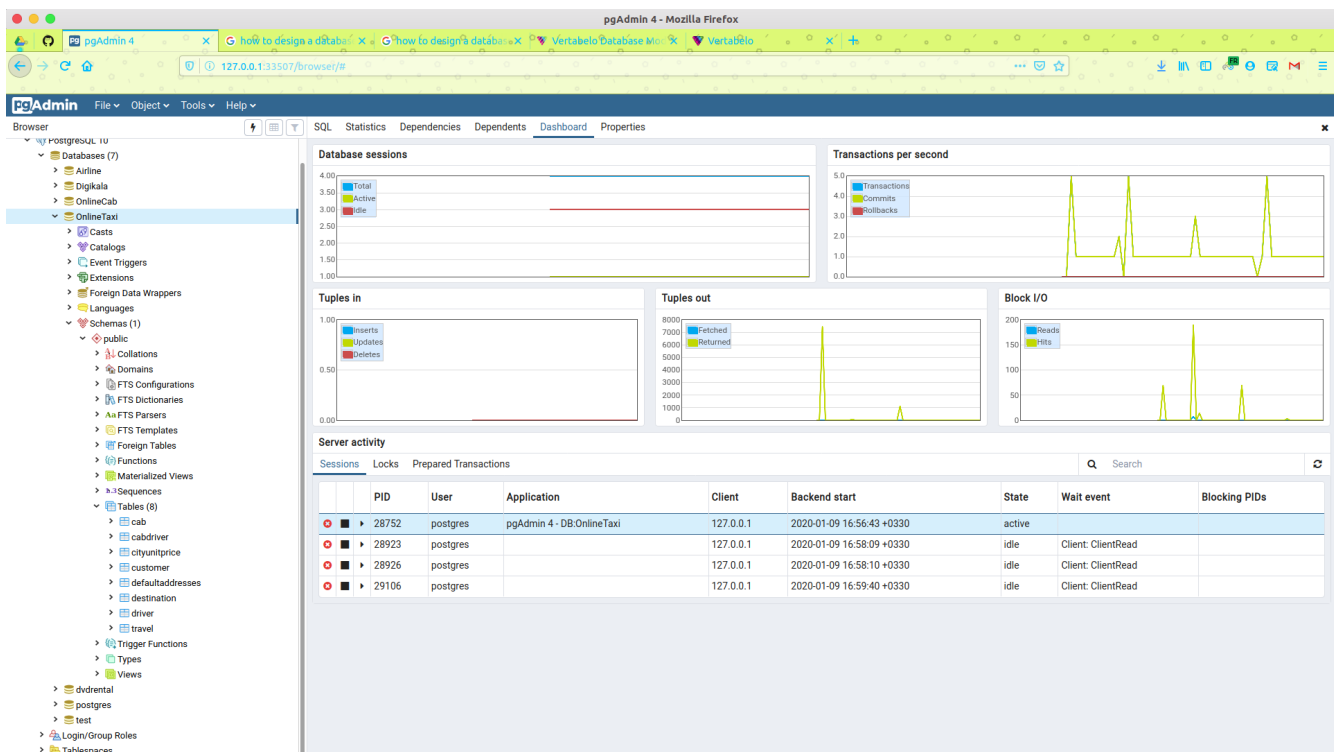 pgAdmin 4 - Mozilla Firefox
pgAdmin 4
G how to design a databas
G how to design a databas
Vertabelo Database Mo
Vertabelo
127.0.0.1:33507/browser/#
FR
pgAdmin File Object Tools Help
Browser
SQL Statistics Dependencies Dependents Dashboard Properties
PostgreSQL 10
Databases (7)
Airline
Digikala
OnlineCab
OnlineTaxi
Casts
Catalogs
Event Triggers
Extensions
Foreign Data Wrappers
Languages
Schemas (1)
public
Collations
Domains
FTS Configurations
FTS Dictionaries
FTS Parsers
FTS Templates
Foreign Tables
Functions
Materialized Views
Sequences
Tables (8)
cab
cabdriver
cityunitprice
customer
defaultaddresses
destination
driver
travel
Trigger Functions
Types
Views
dvdrental
postgres
test
Login/Group Roles
Tablespaces
Database sessions
4.00
3.50
3.00
2.50
2.00
1.50
1.00
Total
Active
Idle
Transactions per second
5.0
4.0
3.0
2.0
1.0
0.0
Transactions
Commits
Rollbacks
Tuples in
1.00
0.50
0.00
Inserts
Updates
Deletes
Tuples out
8000
7000
6000
5000
4000
3000
2000
1000
0
Fetched
Returned
Block I/O
200
150
100
50
0
Reads
Hits
Server activity
Sessions Locks Prepared Transactions
Search
PID User Application Client Backend start State Wait event Blocking PIDs
28752 postgres pgAdmin 4 - DB:OnlineTaxi 127.0.0.1 2020-01-09 16:56:43 +0330 active
28923 postgres 127.0.0.1 2020-01-09 16:58:09 +0330 idle Client: ClientRead
28926 postgres 127.0.0.1 2020-01-09 16:58:10 +0330 idle Client: ClientRead
29106 postgres 127.0.0.1 2020-01-09 16:59:40 +0330 idle Client: ClientRead